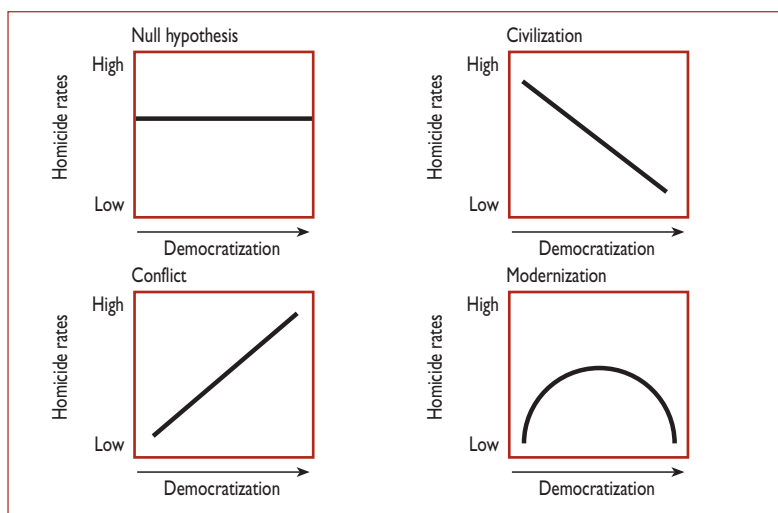 Null hypothesis
High
Homicide rates
Low
Democratization
Civilization
High
Homicide rates
Low
Democratization
Conflict
High
Homicide rates
Low
Democratization
Modernization
High
Homicide rates
Low
Democratization